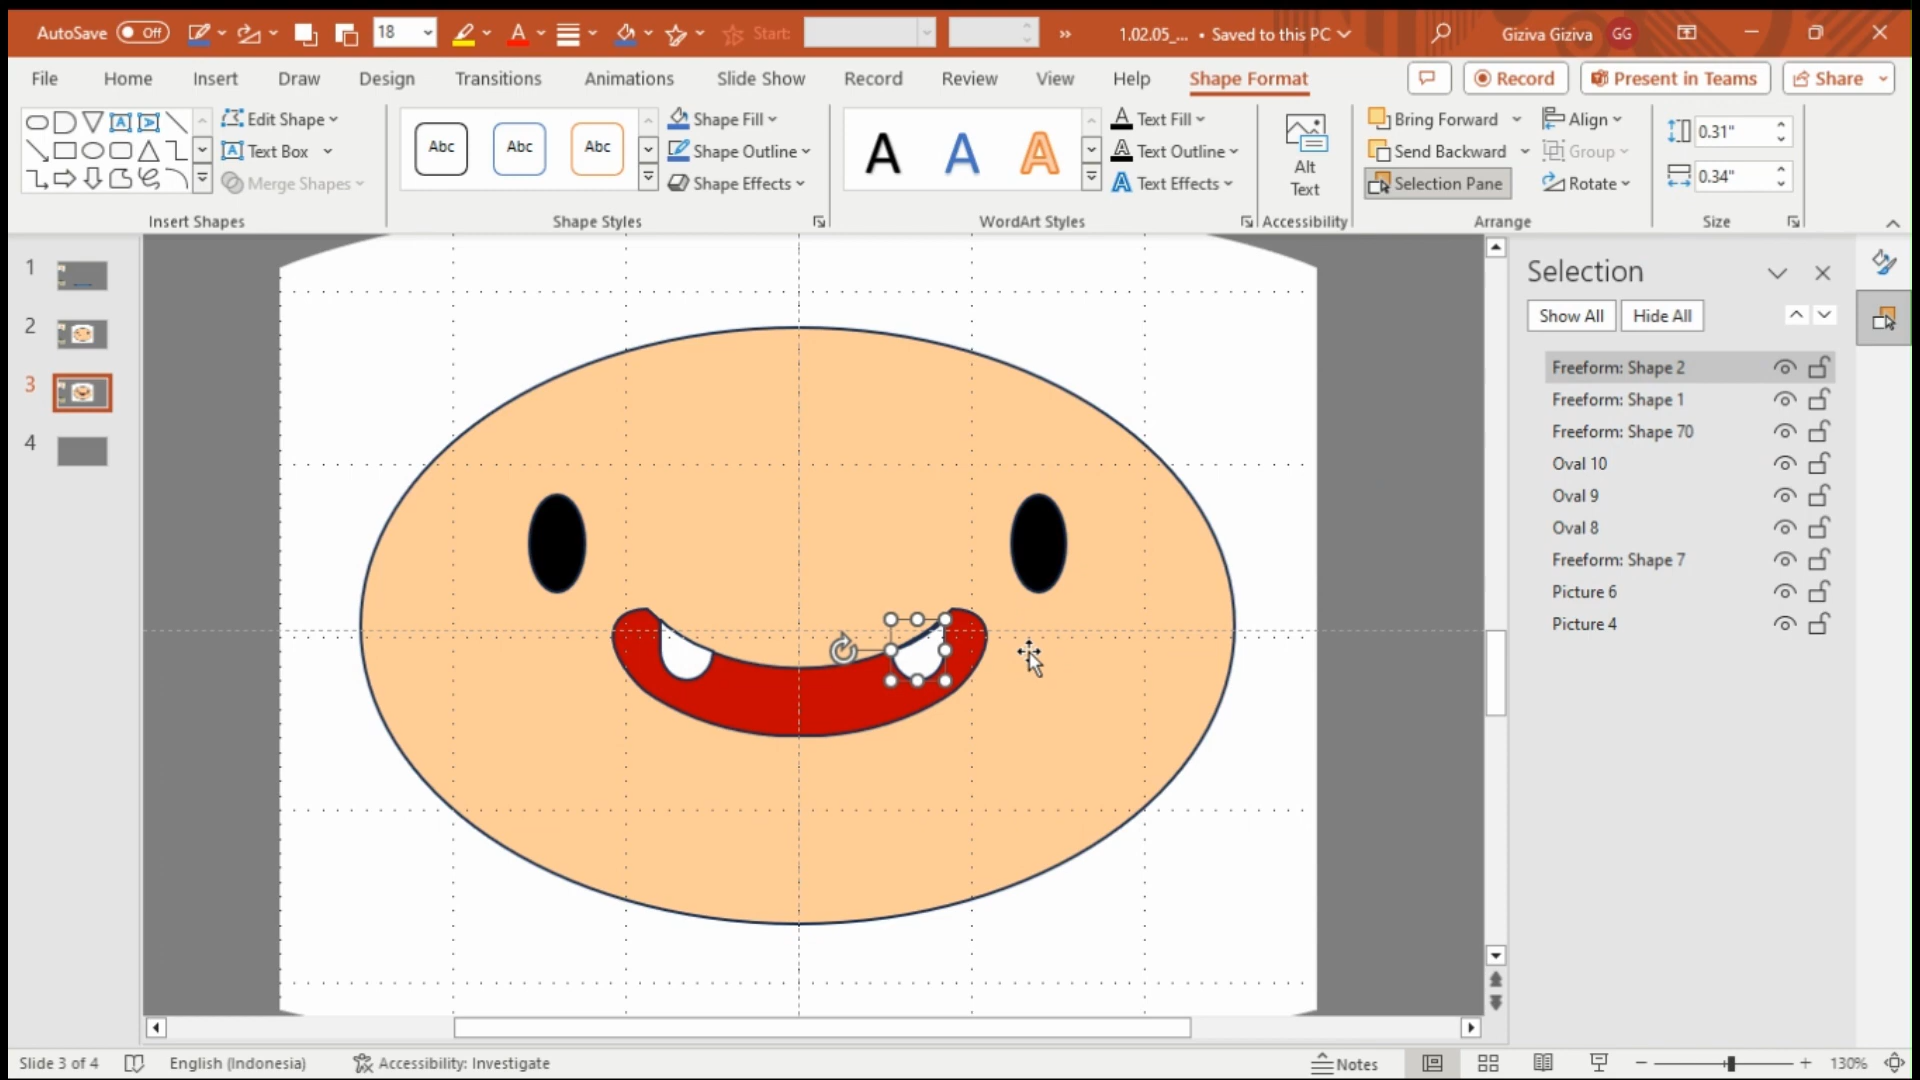 AutoSave Off 18 Start: 1.02.05_... • Saved to this PC Giziva Giziva GG
File Home Insert Draw Design Transitions Animations Slide Show Record Review View Help Shape Format Record Present in Teams Share
Edit Shape
Text Box
Merge Shapes
Insert Shapes
Abc Abc Abc
Shape Fill
Shape Outline
Shape Effects
Shape Styles
A A A
Text Fill
Text Outline
Text Effects
WordArt Styles
Alt
Text
Accessibility
Bring Forward
Send Backward
Selection Pane
Align
Group
Rotate
Arrange
0.31"
0.34"
Size
1
2
3
4
Selection
Show All Hide All
Freeform: Shape 2
Freeform: Shape 1
Freeform: Shape 70
Oval 10
Oval 9
Oval 8
Freeform: Shape 7
Picture 6
Picture 4
Slide 3 of 4 English (Indonesia) Accessibility: Investigate Notes 130%